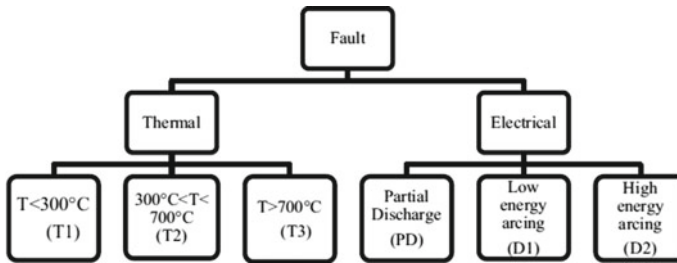 Fault
Thermal
Electrical
T<300°C
(T1)
300°C<T<
700°C
(T2)
T>700°C
(T3)
Partial
Discharge
(PD)
Low
energy
arcing
(D1)
High
energy
arcing
(D2)